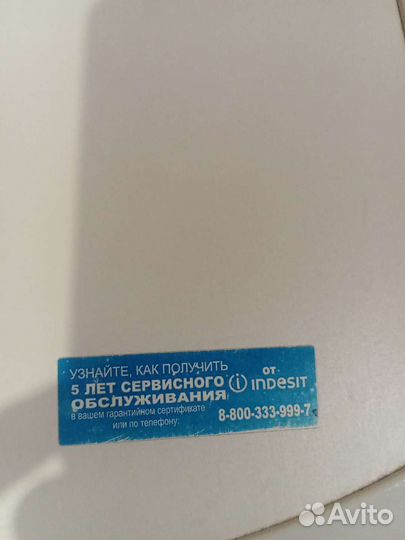 УЗНАЙТЕ, КАК ПОЛУЧИТЬ
5 ЛЕТ СЕРВИСНОГО
ОБСЛУЖИВАНИЯ
в вашем гарантийном сертификате
или по телефону:
от
indesit
8-800-333-999-7
Avito